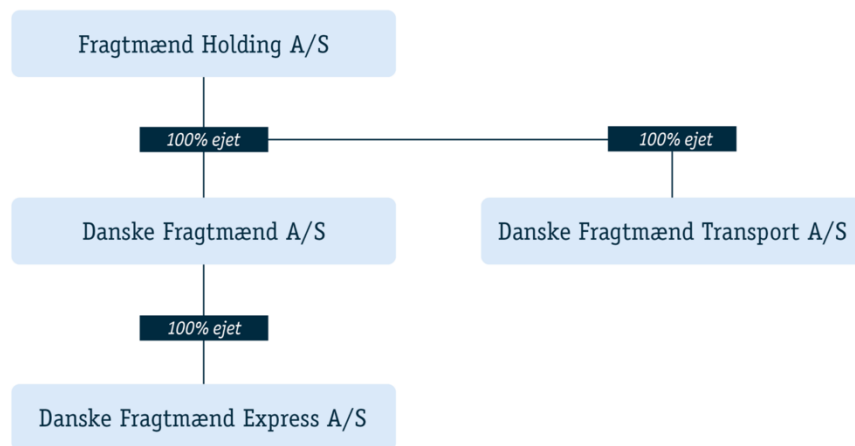 Fragtmænd Holding A/S
100% ejet
100% ejet
Danske Fragtmænd A/S
Danske Fragtmænd Transport A/S
100% ejet
Danske Fragtmænd Express A/S